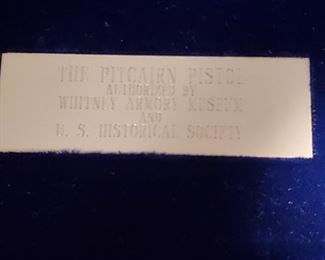 THE PITCAIRN PISTOL
AUTHORIZED BY
WHITNEY ARMORY MUSEUM
AND
U. S. HISTORICAL SOCIETY